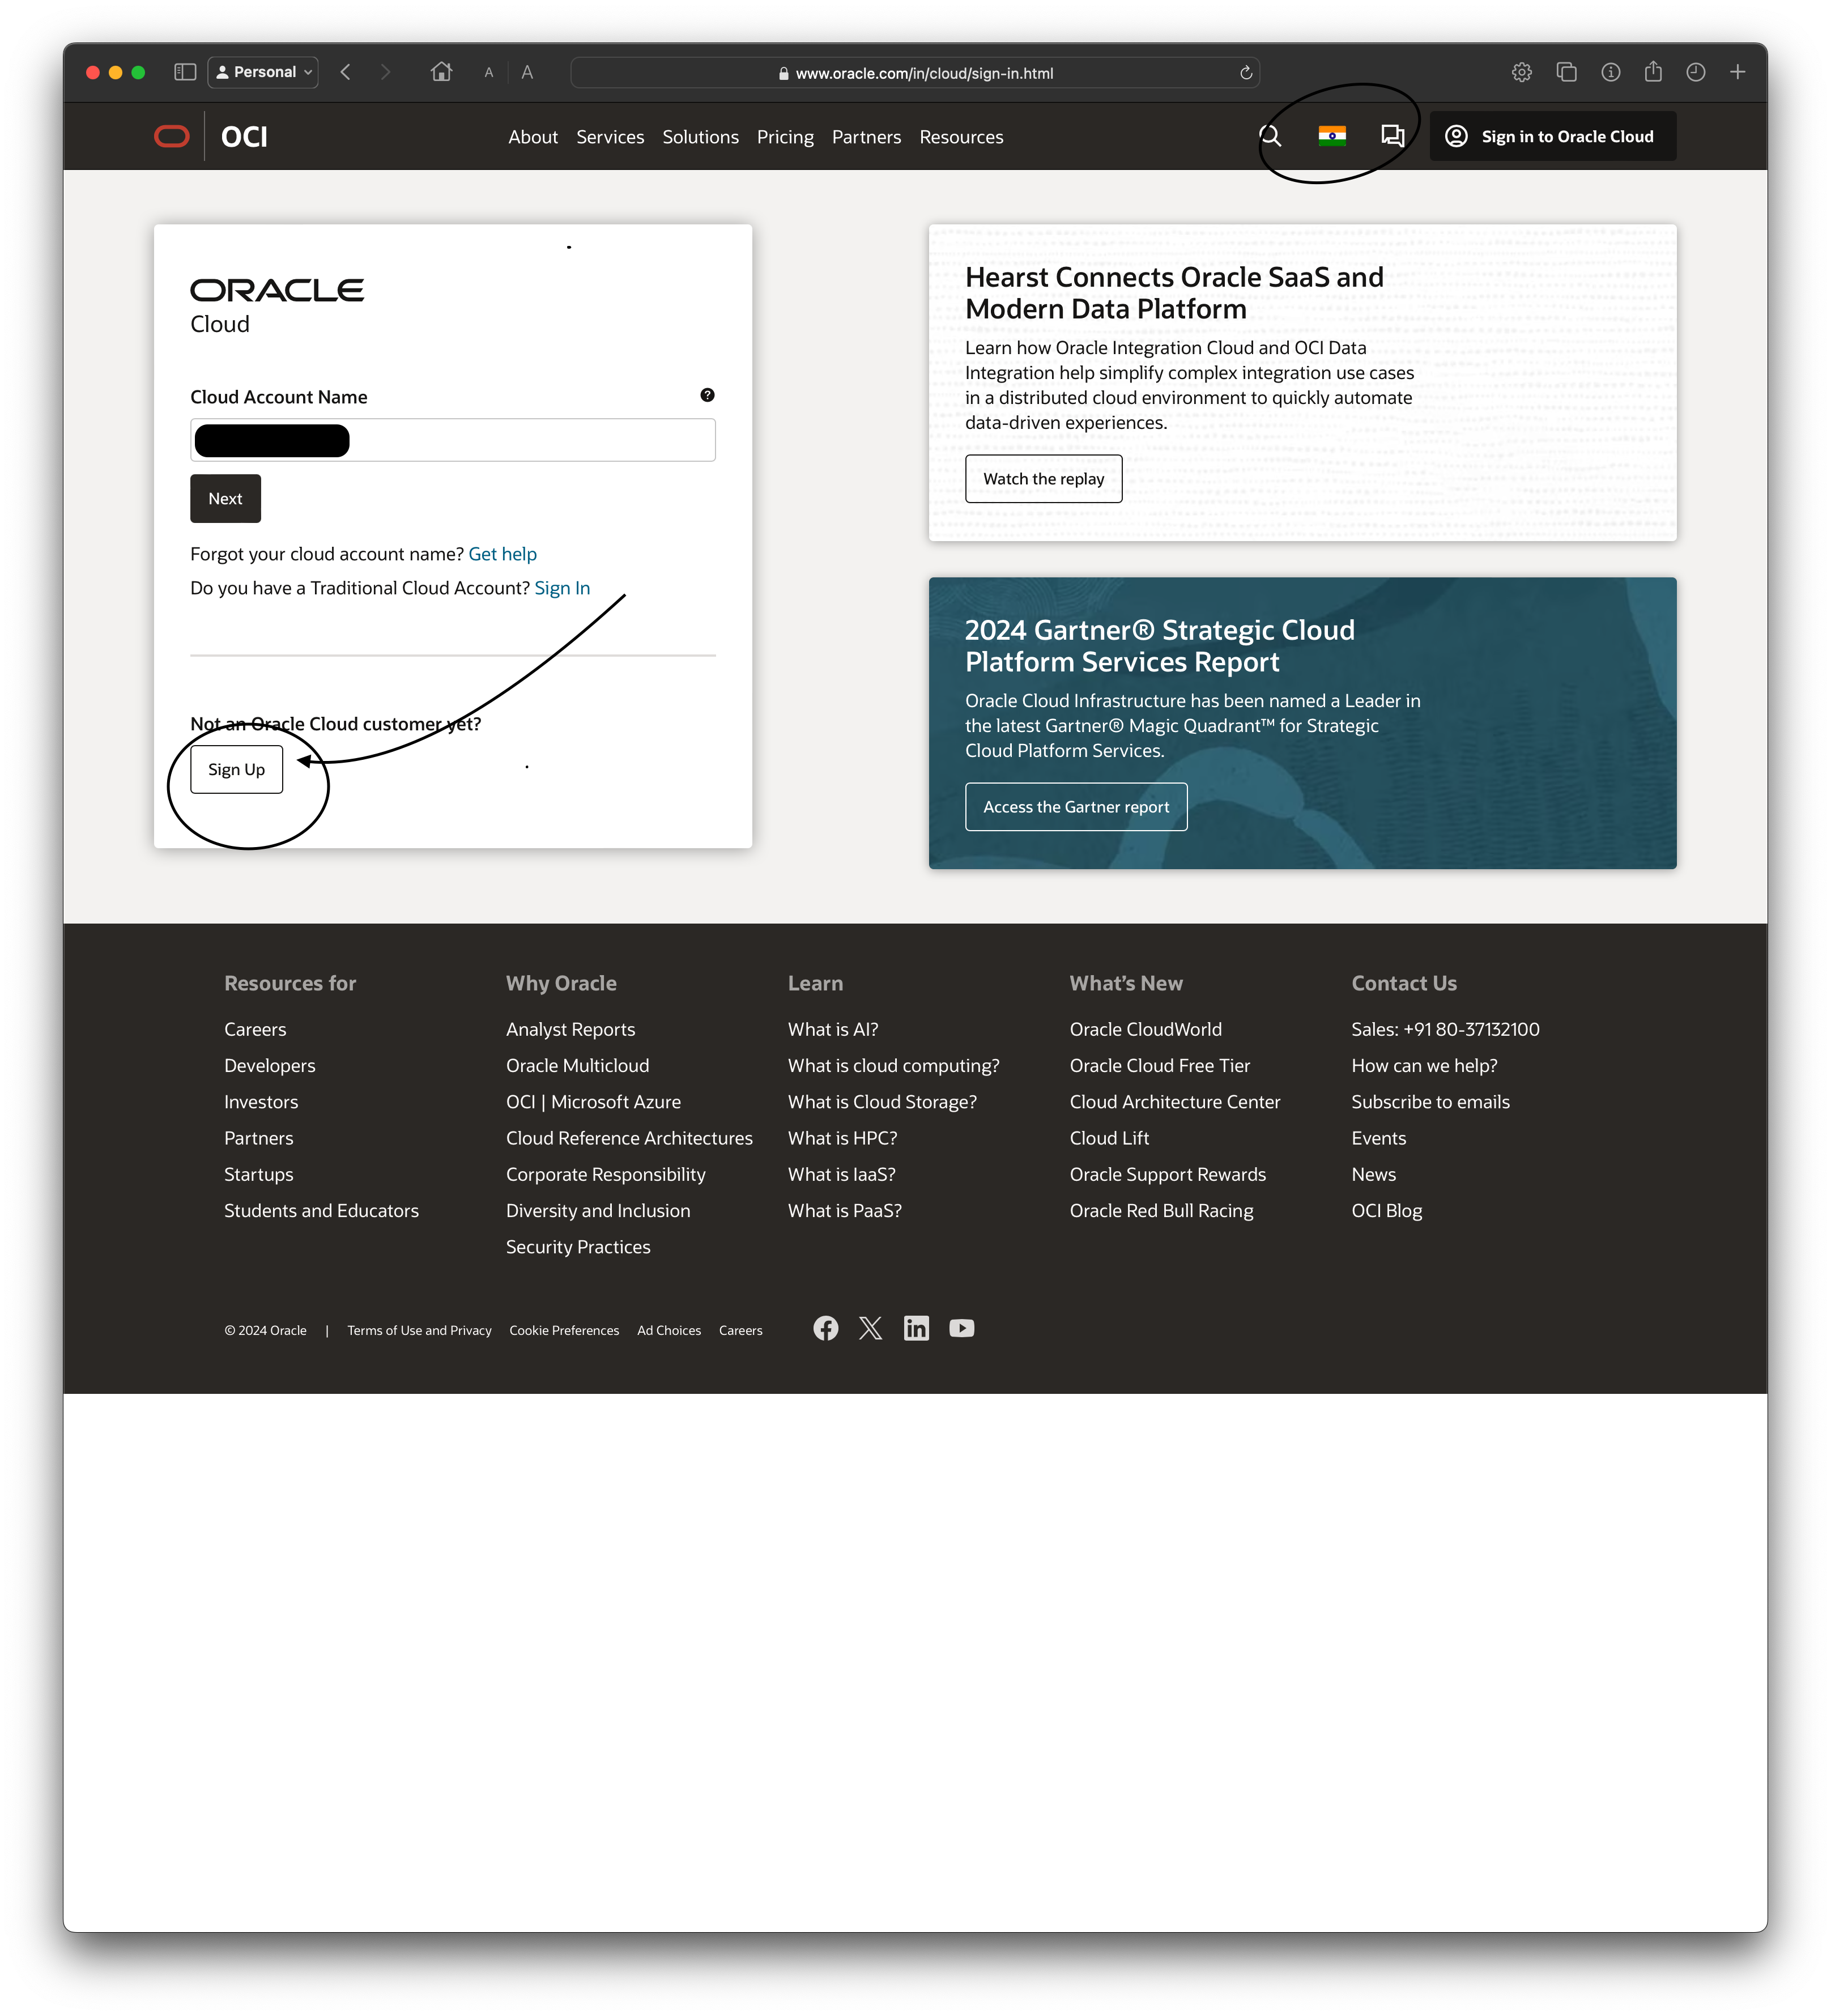 Personal
A
A
www.oracle.com/in/cloud/sign-in.html
OCI
About
Services
Solutions
Pricing
Partners
Resources
Sign in to Oracle Cloud
ORACLE
Cloud
Cloud Account Name
Next
Forgot your cloud account name? Get help
Do you have a Traditional Cloud Account? Sign In
Not an Oracle Cloud customer yet?
Sign Up
Hearst Connects Oracle SaaS and
Modern Data Platform
Learn how Oracle Integration Cloud and OCI Data
Integration help simplify complex integration use cases
in a distributed cloud environment to quickly automate
data-driven experiences.
Watch the replay
2024 Gartner® Strategic Cloud
Platform Services Report
Oracle Cloud Infrastructure has been named a Leader in
the latest Gartner® Magic Quadrant™ for Strategic
Cloud Platform Services.
Access the Gartner report
Resources for
Careers
Developers
Investors
Partners
Startups
Students and Educators
Why Oracle
Analyst Reports
Oracle Multicloud
OCI | Microsoft Azure
Cloud Reference Architectures
Corporate Responsibility
Diversity and Inclusion
Security Practices
Learn
What is AI?
What is cloud computing?
What is Cloud Storage?
What is HPC?
What is IaaS?
What is PaaS?
What's New
Oracle CloudWorld
Oracle Cloud Free Tier
Cloud Architecture Center
Cloud Lift
Oracle Support Rewards
Oracle Red Bull Racing
Contact Us
Sales: +91 80-37132100
How can we help?
Subscribe to emails
Events
News
OCI Blog
© 2024 Oracle | Terms of Use and Privacy Cookie Preferences Ad Choices Careers